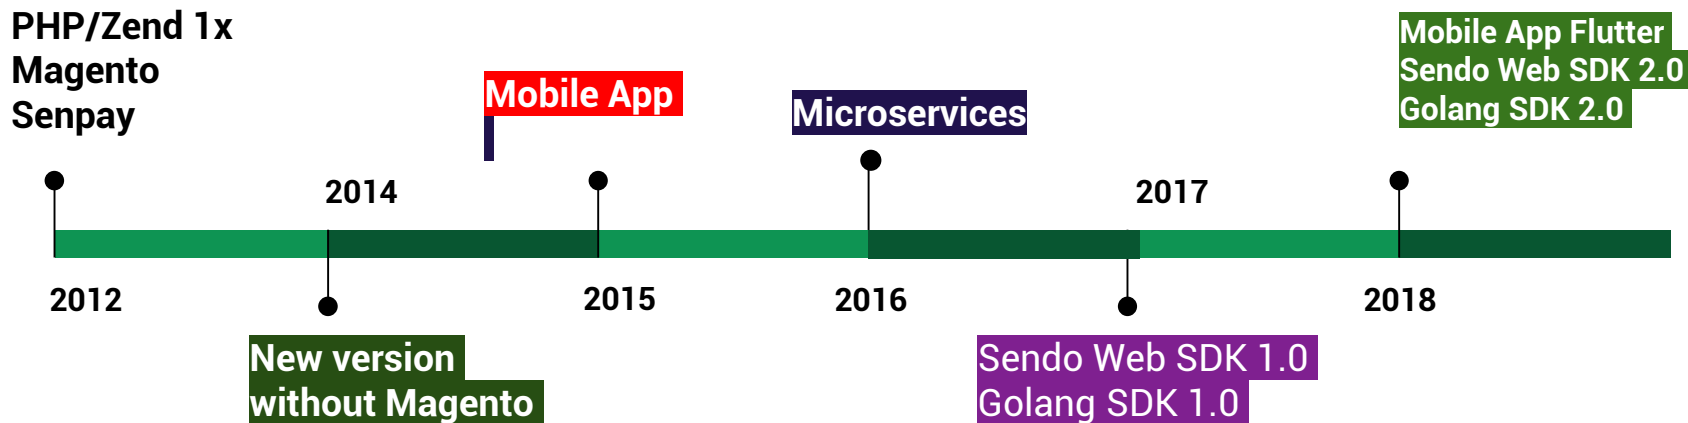 PHP/Zend 1x
Magento
Senpay
Mobile App
Microservices
Mobile App Flutter
Sendo Web SDK 2.0
Golang SDK 2.0
2014
2017
2012
2015
2016
2018
New version
without Magento
Sendo Web SDK 1.0
Golang SDK 1.0